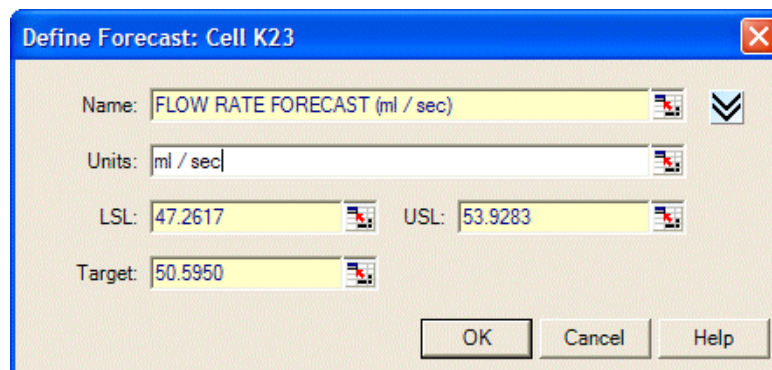 Define Forecast: Cell K23
Name: FLOW RATE FORECAST (ml / sec)
Units: ml / sec
LSL: 47.2617 USL: 53.9283
Target: 50.5950
OK Cancel Help